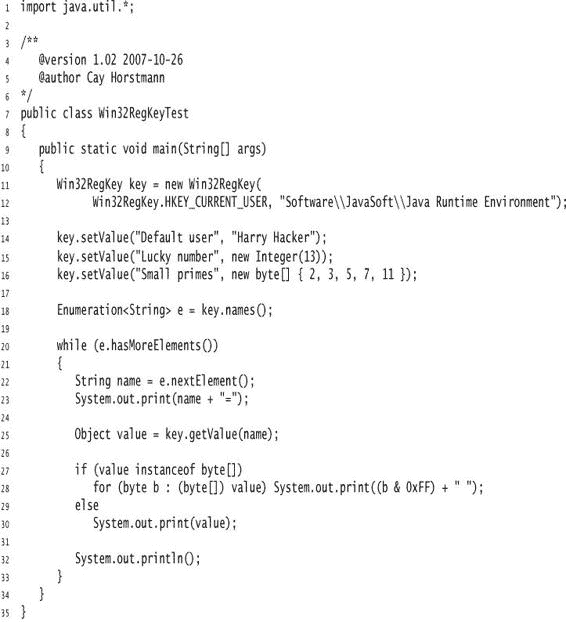 1 import java.util.*;
2
3 /**
4 @version 1.02 2007-10-26
5 @author Cay Horstmann
6 */
7 public class Win32RegKeyTest
8 {
9 public static void main(String[] args)
10 {
11 Win32RegKey key = new Win32RegKey(
12 Win32RegKey.HKEY_CURRENT_USER, "Software\\JavaSoft\\Java Runtime Environment");
13
14 key.setValue("Default user", "Harry Hacker");
15 key.setValue("Lucky number", new Integer(13));
16 key.setValue("Small primes", new byte[] { 2, 3, 5, 7, 11 });
17
18 Enumeration<String> e = key.names();
19
20 while (e.hasMoreElements())
21 {
22 String name = e.nextElement();
23 System.out.print(name + "=");
24
25 Object value = key.getValue(name);
26
27 if (value instanceof byte[])
28 for (byte b : (byte[]) value) System.out.print((b & 0xFF) + " ");
29 else
30 System.out.print(value);
31
32 System.out.println();
33 }
34 }
35 }